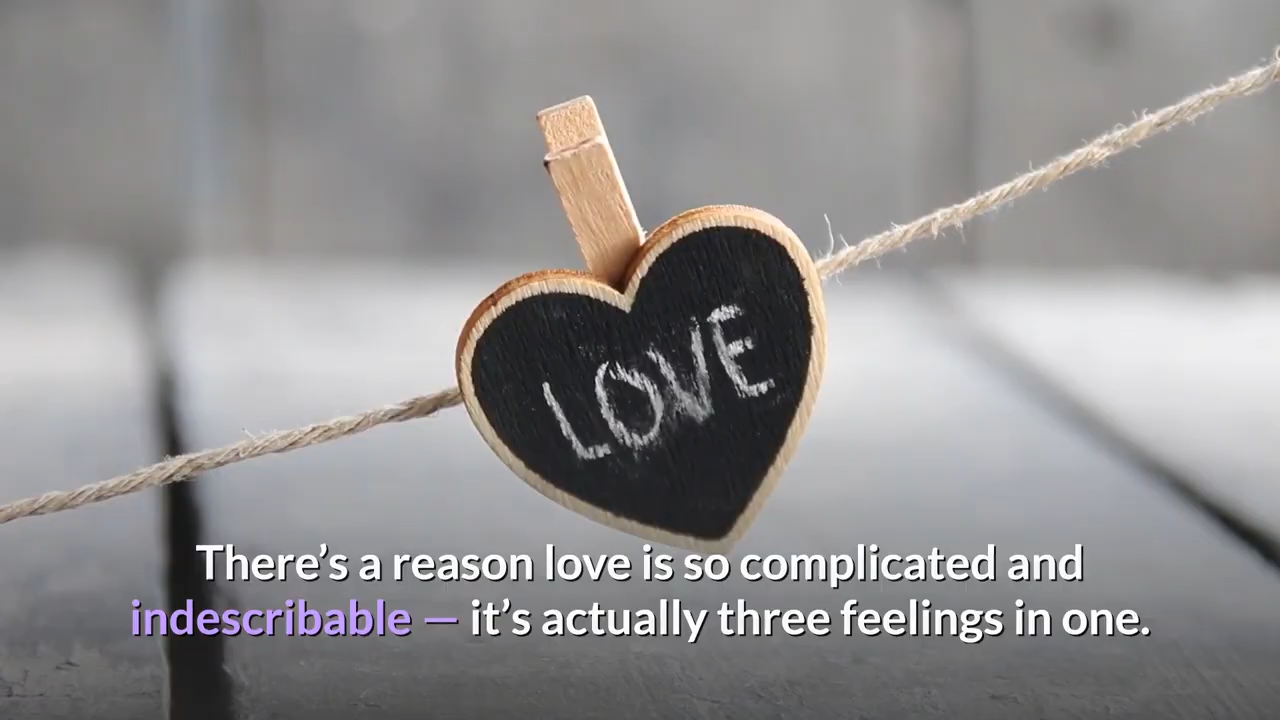 LOVE
There’s a reason love is so complicated and
indescribable — it’s actually three feelings in one.